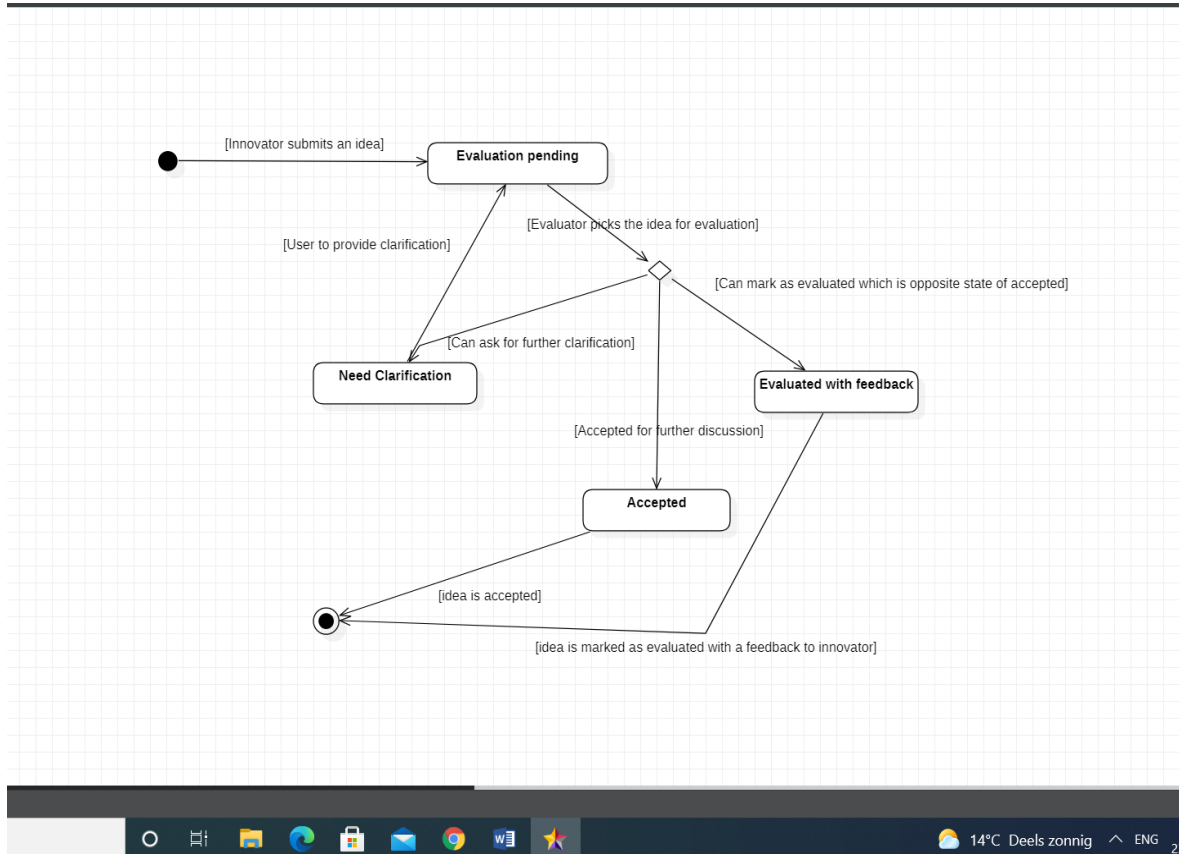 [Innovator submits an idea]
Evaluation pending
[Evaluator picks the idea for evaluation]
[User to provide clarification]
[Can mark as evaluated which is opposite state of accepted]
[Can ask for further clarification]
Need Clarification
Evaluated with feedback
[Accepted for further discussion]
Accepted
[idea is accepted]
[idea is marked as evaluated with a feedback to innovator]
14°C Deels zonnig ENG
2